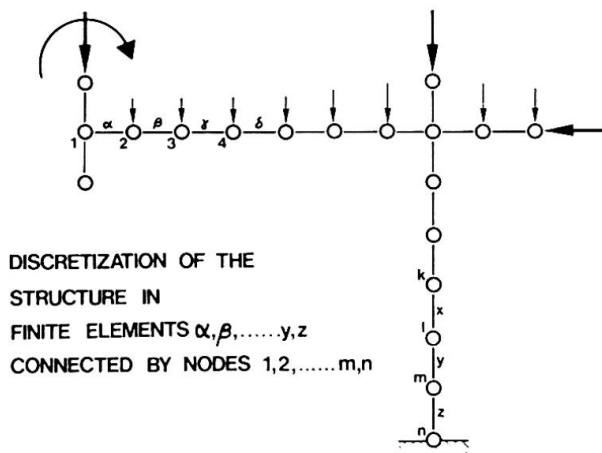 α β γ δ
1 2 3 4
k
x
l
y
m
z
n
DISCRETIZATION OF THE
STRUCTURE IN
FINITE ELEMENTS α,β,......y,z
CONNECTED BY NODES 1,2,......m,n